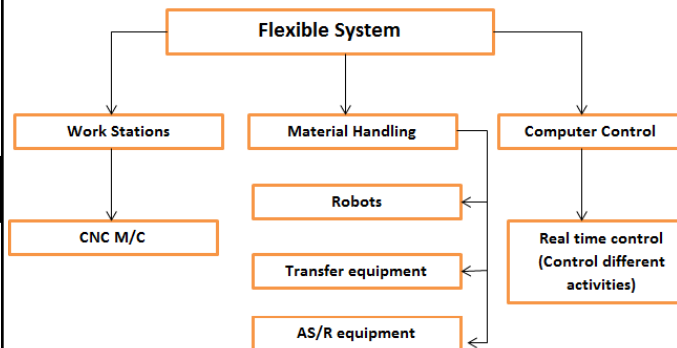 Flexible System
Work Stations
Material Handling
Computer Control
Robots
CNC M/C
Real time control
(Control different
activities)
Transfer equipment
AS/R equipment